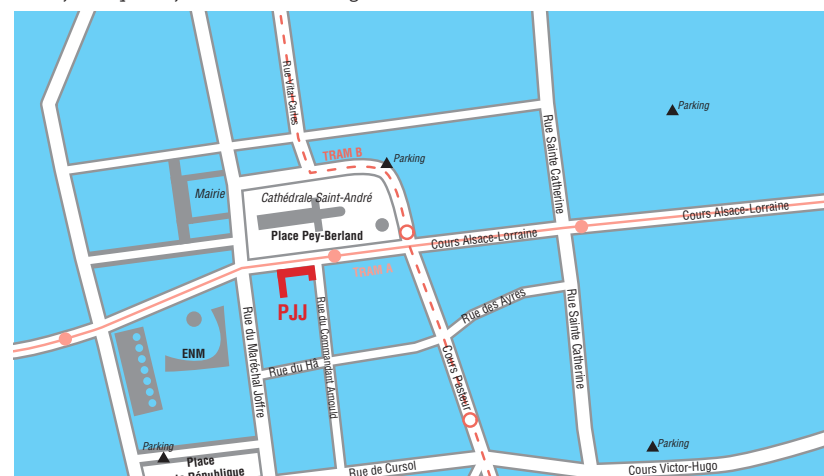 Rue Vital Carles
Parking
TRAM B
Parking
Rue Sainte Catherine
Mairie
Cathédrale Saint-André
Place Pey-Berland
Cours Alsace-Lorraine
Cours Alsace-Lorraine
TRAM A
PJJ
Rue du Maréchal Joffre
Rue du Commandant Arnould
Rue des Ayres
Rue Sainte Catherine
ENM
Rue du Hâ
Cours Pasteur
Parking
Place
République
Rue de Cursol
Parking
Cours Victor-Hugo